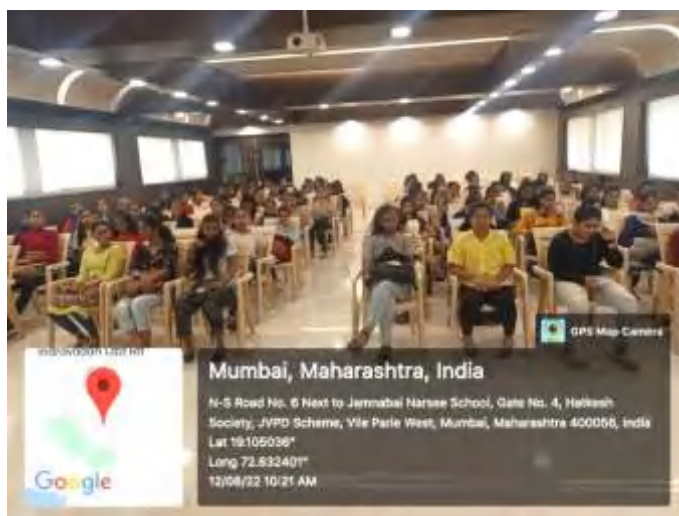 GPS Map Camera
Mumbai, Maharashtra, India
N-S Road No. 6 Next to Jamnabai Narsee School, Gate No. 4, Hatkesh
Society, JVPD Scheme, Vile Parle West, Mumbai, Maharashtra 400056, India
Lat 19.105036°
Long 72.832401°
12/08/22 10:21 AM
Google